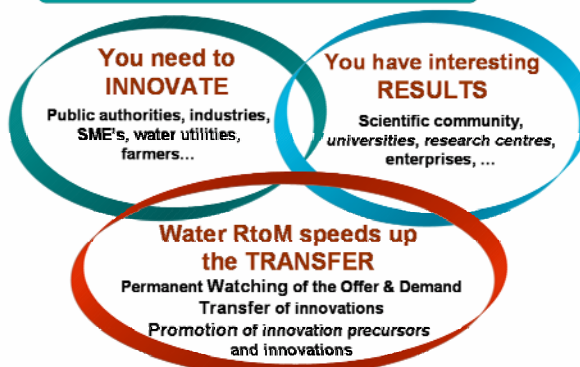 You need to
INNOVATE
Public authorities, industries,
SME's, water utilities,
farmers...
You have interesting
RESULTS
Scientific community,
universities, research centres,
enterprises, ...
Water RtoM speeds up
the TRANSFER
Permanent Watching of the Offer & Demand
Transfer of innovations
Promotion of innovation precursors
and innovations